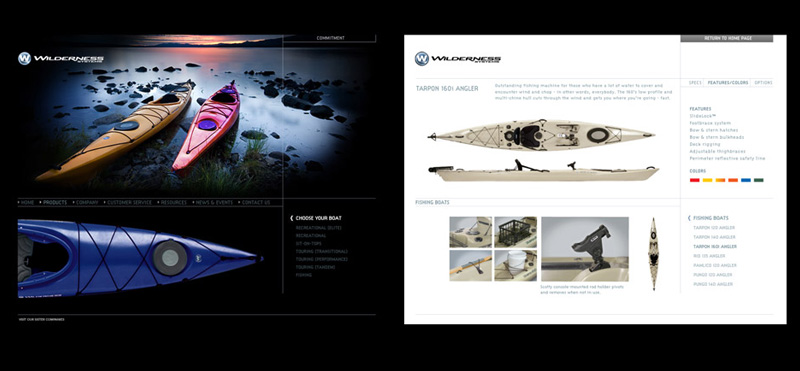 COMMITMENT
WILDERNESS
SYSTEMS
HOME PRODUCTS COMPANY CUSTOMER SERVICE RESOURCES NEWS & EVENTS CONTACT US
CHOOSE YOUR BOAT
RECREATIONAL (ELITE)
RECREATIONAL
SIT-ON-TOPS
TOURING (TRANSITIONAL)
TOURING (PERFORMANCE)
TOURING (TANDEM)
FISHING
VISIT OUR SISTER COMPANIES
RETURN TO HOME PAGE
WILDERNESS
SYSTEMS
SPECS FEATURES/COLORS OPTIONS
TARPON 160i ANGLER
Outstanding fishing machine for those who have a lot of water to cover and
encounter wind and chop - in other words, everybody. The 160's low profile and
multi-chine hull cuts through the wind and gets you where you're going - fast.
FEATURES
SlideLock™
Footbrace system
Bow & stern hatches
Bow & stern bulkheads
Deck rigging
Adjustable thighbraces
Perimeter reflective safety line
COLORS
FISHING BOATS
Scotty console mounted rod holder pivots
and removes when not in use.
FISHING BOATS
TARPON 120 ANGLER
TARPON 140 ANGLER
TARPON 160i ANGLER
RIDE 135 ANGLER
PAMLICO 120 ANGLER
PUNGO 120 ANGLER
PUNGO 140 ANGLER